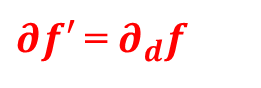 ∂f′ = ∂_d f